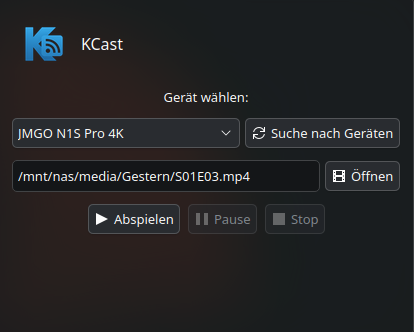 KCast
Gerät wählen:
JMGO N1S Pro 4K
Suche nach Geräten
/mnt/nas/media/Gestern/S01E03.mp4
Öffnen
Abspielen
Pause
Stop